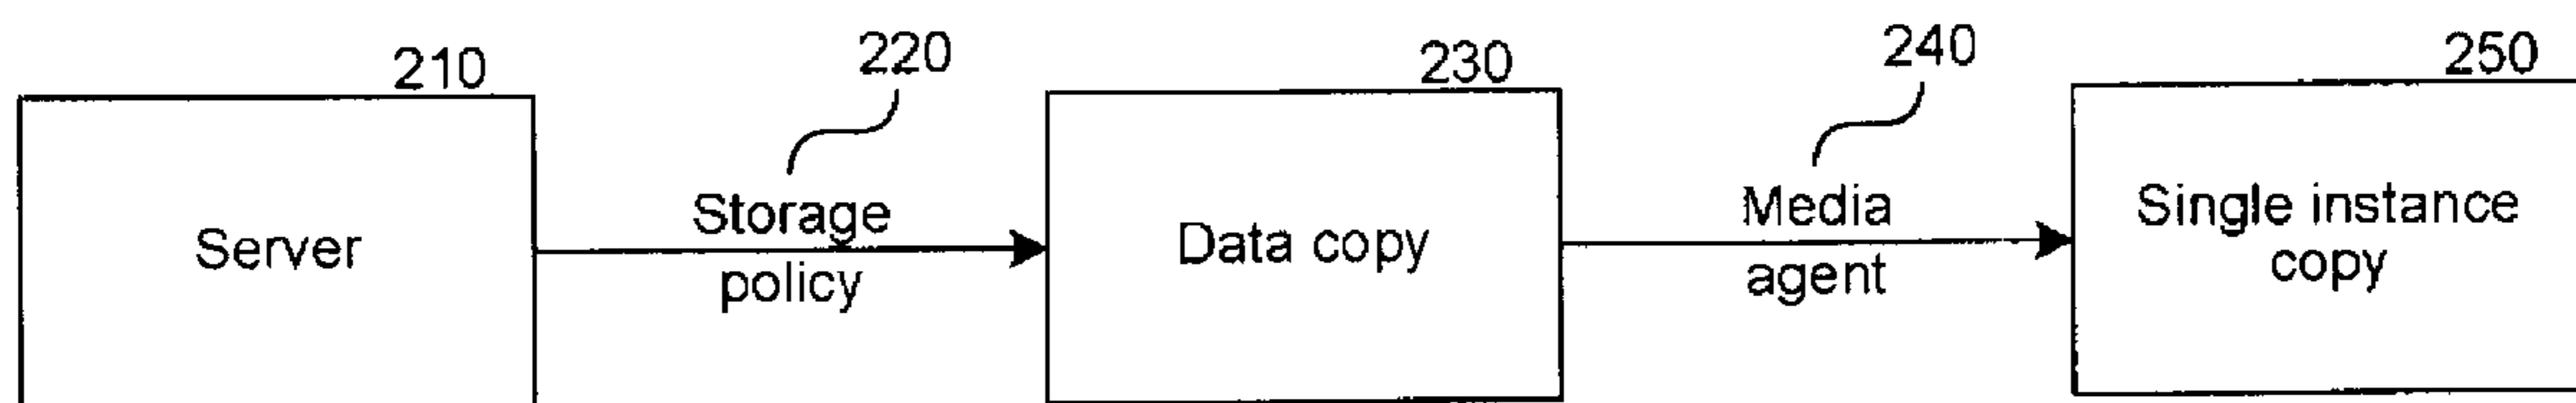 210
220
230
240
250
Server
Storage
policy
Data copy
Media
agent
Single instance
copy